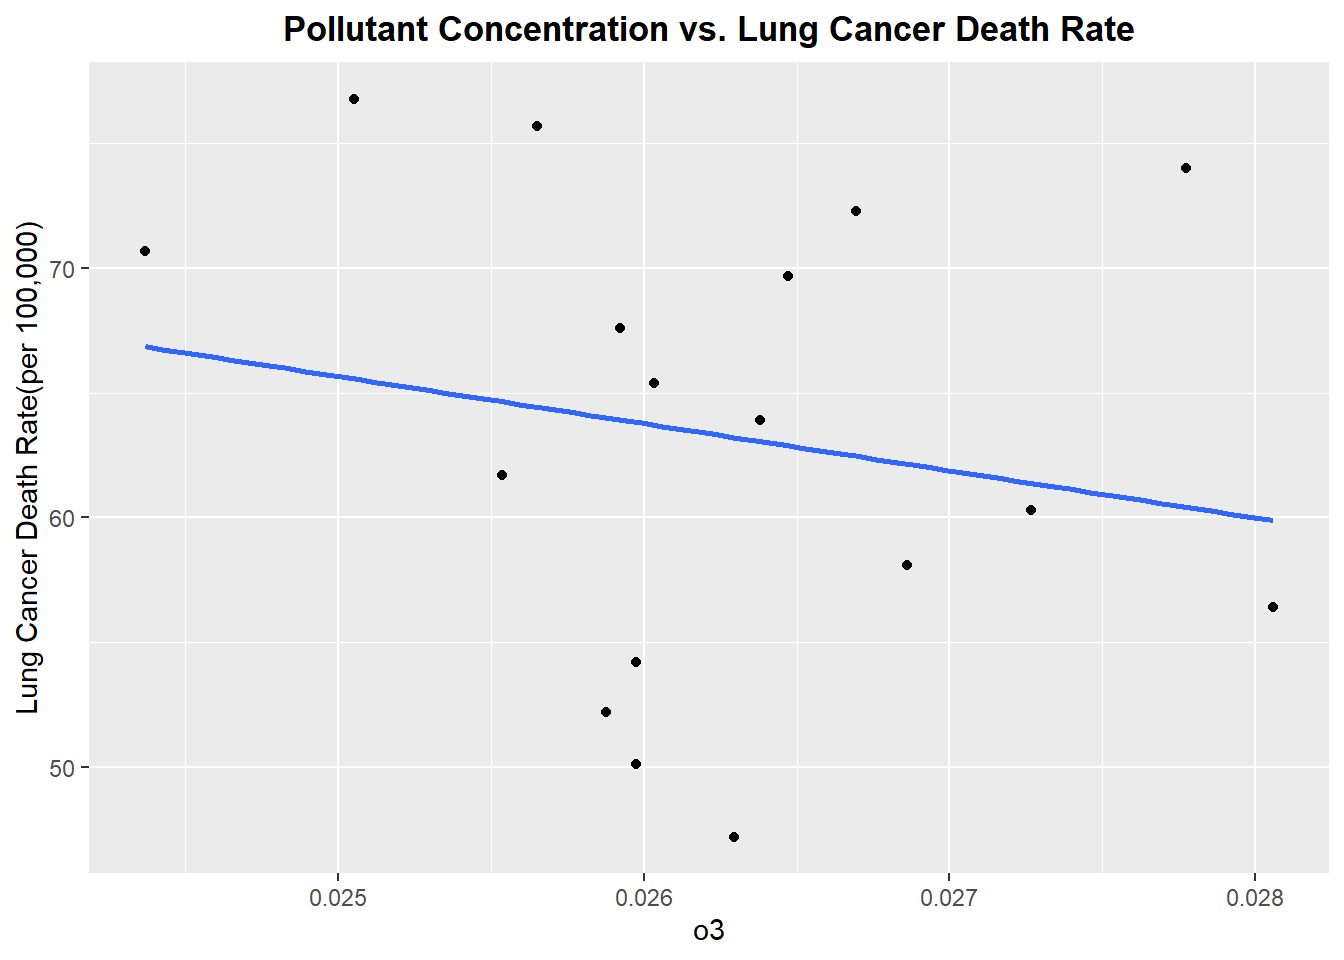 Pollutant Concentration vs. Lung Cancer Death Rate
Lung Cancer Death Rate(per 100,000)
70
60
50
0.025
0.026
0.027
0.028
o3